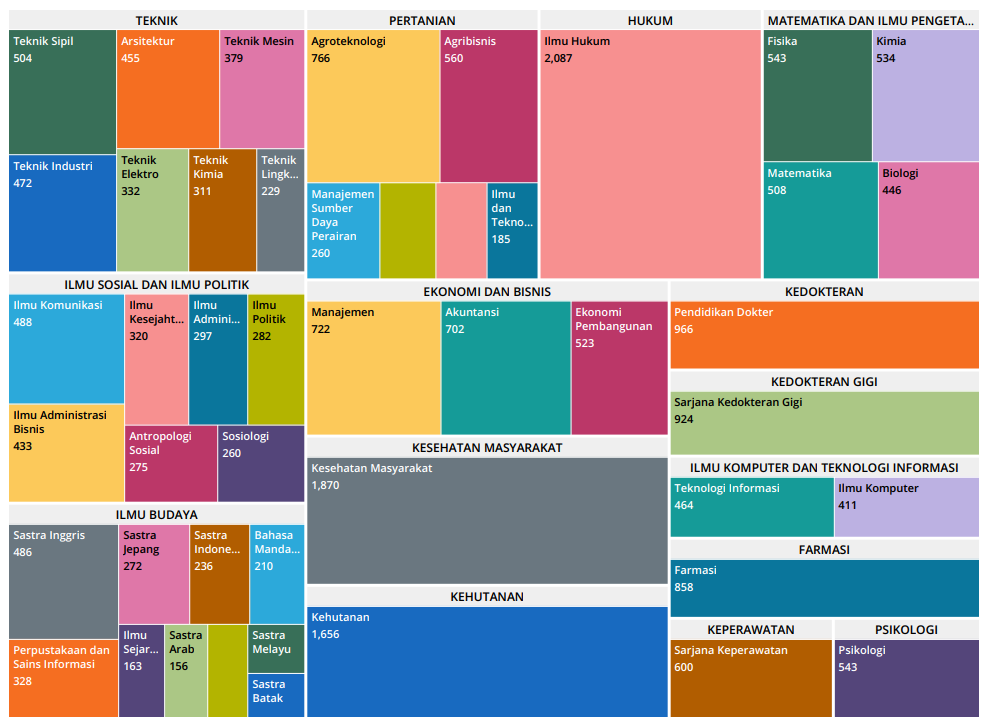 TEKNIK
Teknik Sipil
504
Arsitektur
455
Teknik Mesin
379
Teknik Industri
472
Teknik
Elektro
332
Teknik
Kimia
311
Teknik
Lingk...
229
PERTANIAN
Agroteknologi
766
Agribisnis
560
Manajemen
Sumber
Daya
Perairan
260
Ilmu
dan
Tekno...
185
HUKUM
Ilmu Hukum
2,087
MATEMATIKA DAN ILMU PENGETA...
Fisika
543
Kimia
534
Matematika
508
Biologi
446
ILMU SOSIAL DAN ILMU POLITIK
Ilmu Komunikasi
488
Ilmu
Kesejaht...
320
Ilmu
Admini...
297
Ilmu
Politik
282
Ilmu Administrasi
Bisnis
433
Antropologi
Sosial
275
Sosiologi
260
EKONOMI DAN BISNIS
Manajemen
722
Akuntansi
702
Ekonomi
Pembangunan
523
KEDOKTERAN
Pendidikan Dokter
966
KEDOKTERAN GIGI
Sarjana Kedokteran Gigi
924
KESEHATAN MASYARAKAT
Kesehatan Masyarakat
1,870
ILMU KOMPUTER DAN TEKNOLOGI INFORMASI
Teknologi Informasi
464
Ilmu Komputer
411
ILMU BUDAYA
Sastra Inggris
486
Sastra
Jepang
272
Sastra
Indone...
236
Bahasa
Manda...
210
Perpustakaan dan
Sains Informasi
328
Ilmu
Sejar...
163
Sastra
Arab
156
Sastra
Melayu
Sastra
Batak
FARMASI
Farmasi
858
KEHUTANAN
Kehutanan
1,656
KEPERAWATAN
Sarjana Keperawatan
600
PSIKOLOGI
Psikologi
543